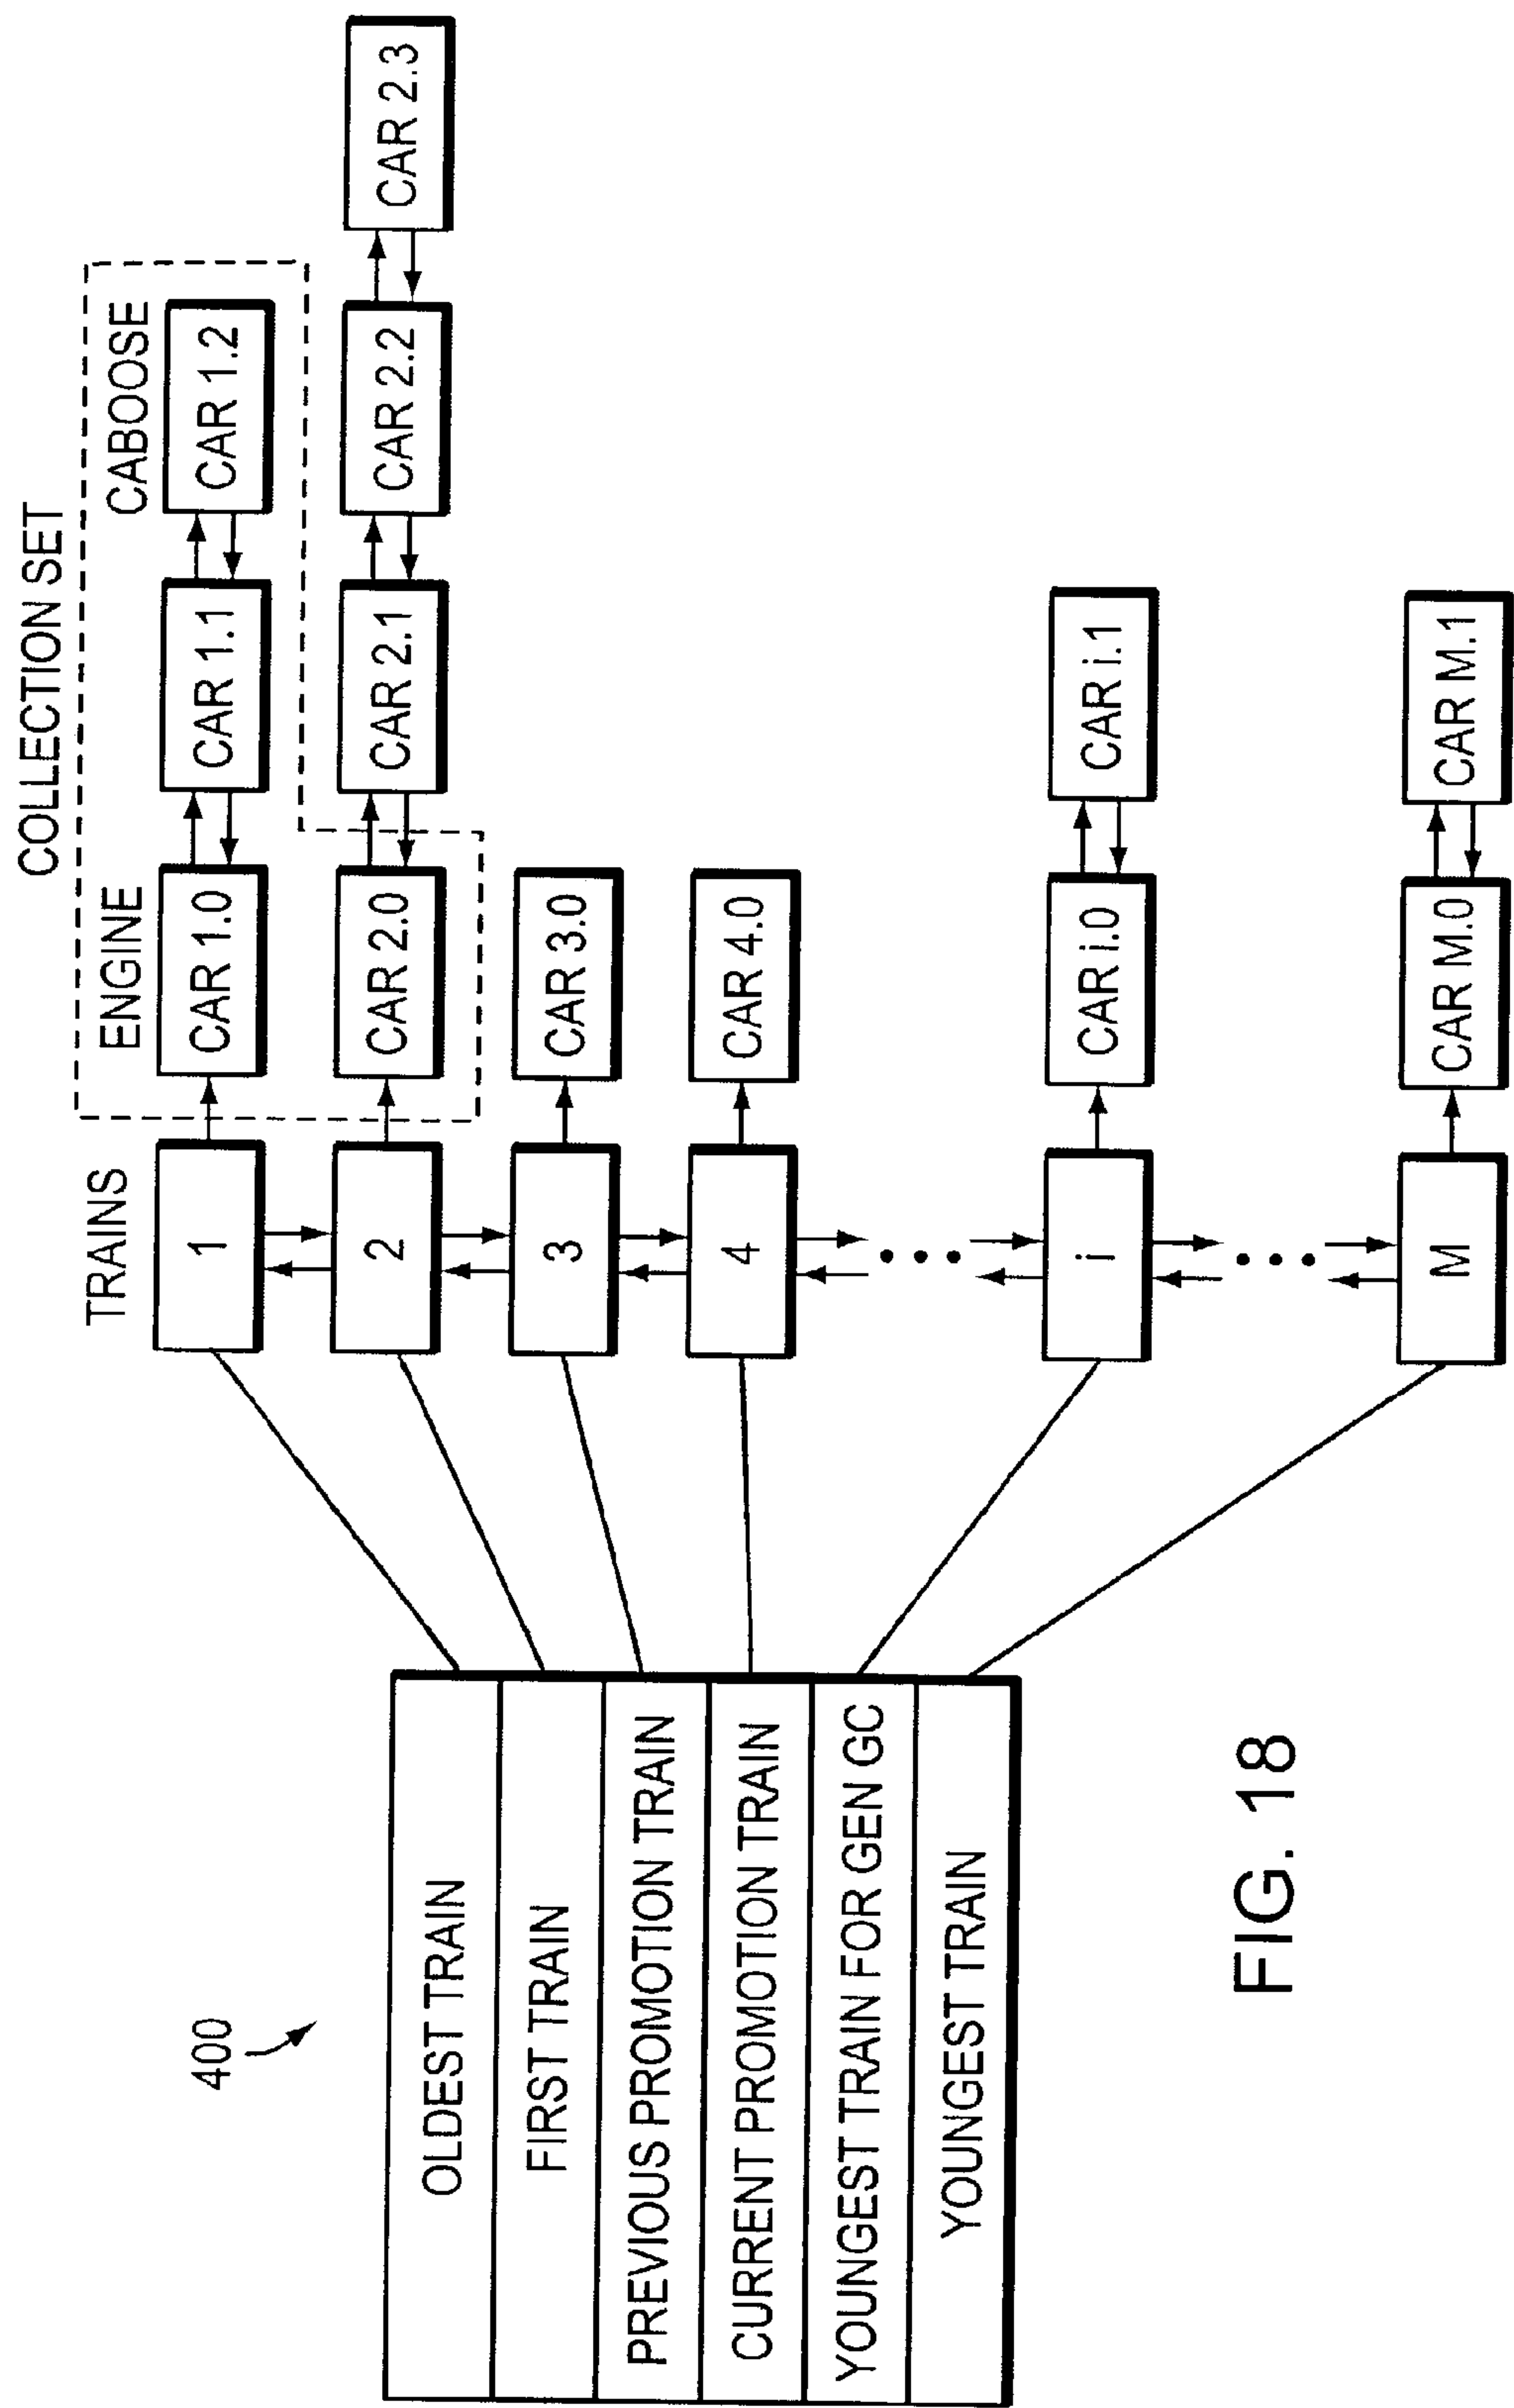 COLLECTION SET
TRAINS
ENGINE
CABOOSE
1
CAR 1.0
CAR 1.1
CAR 1.2
2
CAR 2.0
CAR 2.1
CAR 2.2
CAR 2.3
3
CAR 3.0
4
CAR 4.0
i
CAR i.0
CAR i.1
M
CAR M.0
CAR M.1
400
OLDEST TRAIN
FIRST TRAIN
PREVIOUS PROMOTION TRAIN
CURRENT PROMOTION TRAIN
YOUNGEST TRAIN FOR GEN GC
YOUNGEST TRAIN
FIG. 18